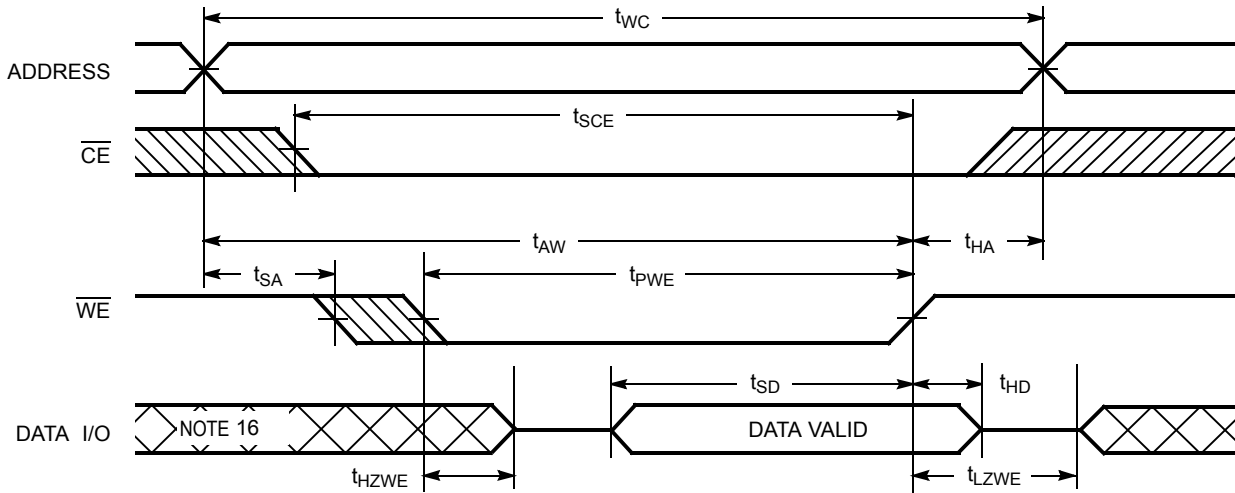 tWC
ADDRESS
tSCE
CE
tAW
tHA
tSA
tPWE
WE
tSD
tHD
DATA I/O
NOTE 16
DATA VALID
tHZWE
tLZWE